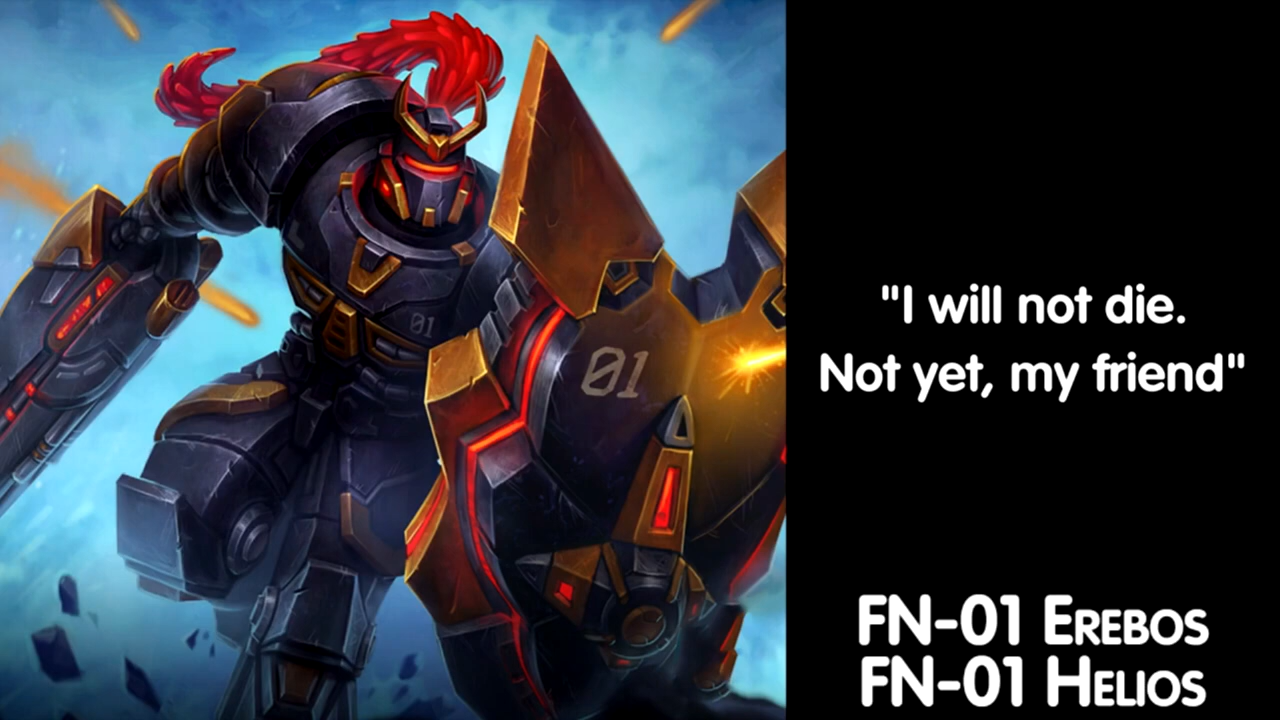 01
01
"I will not die.
Not yet, my friend"
FN-01 EREBOS
FN-01 HELIOS